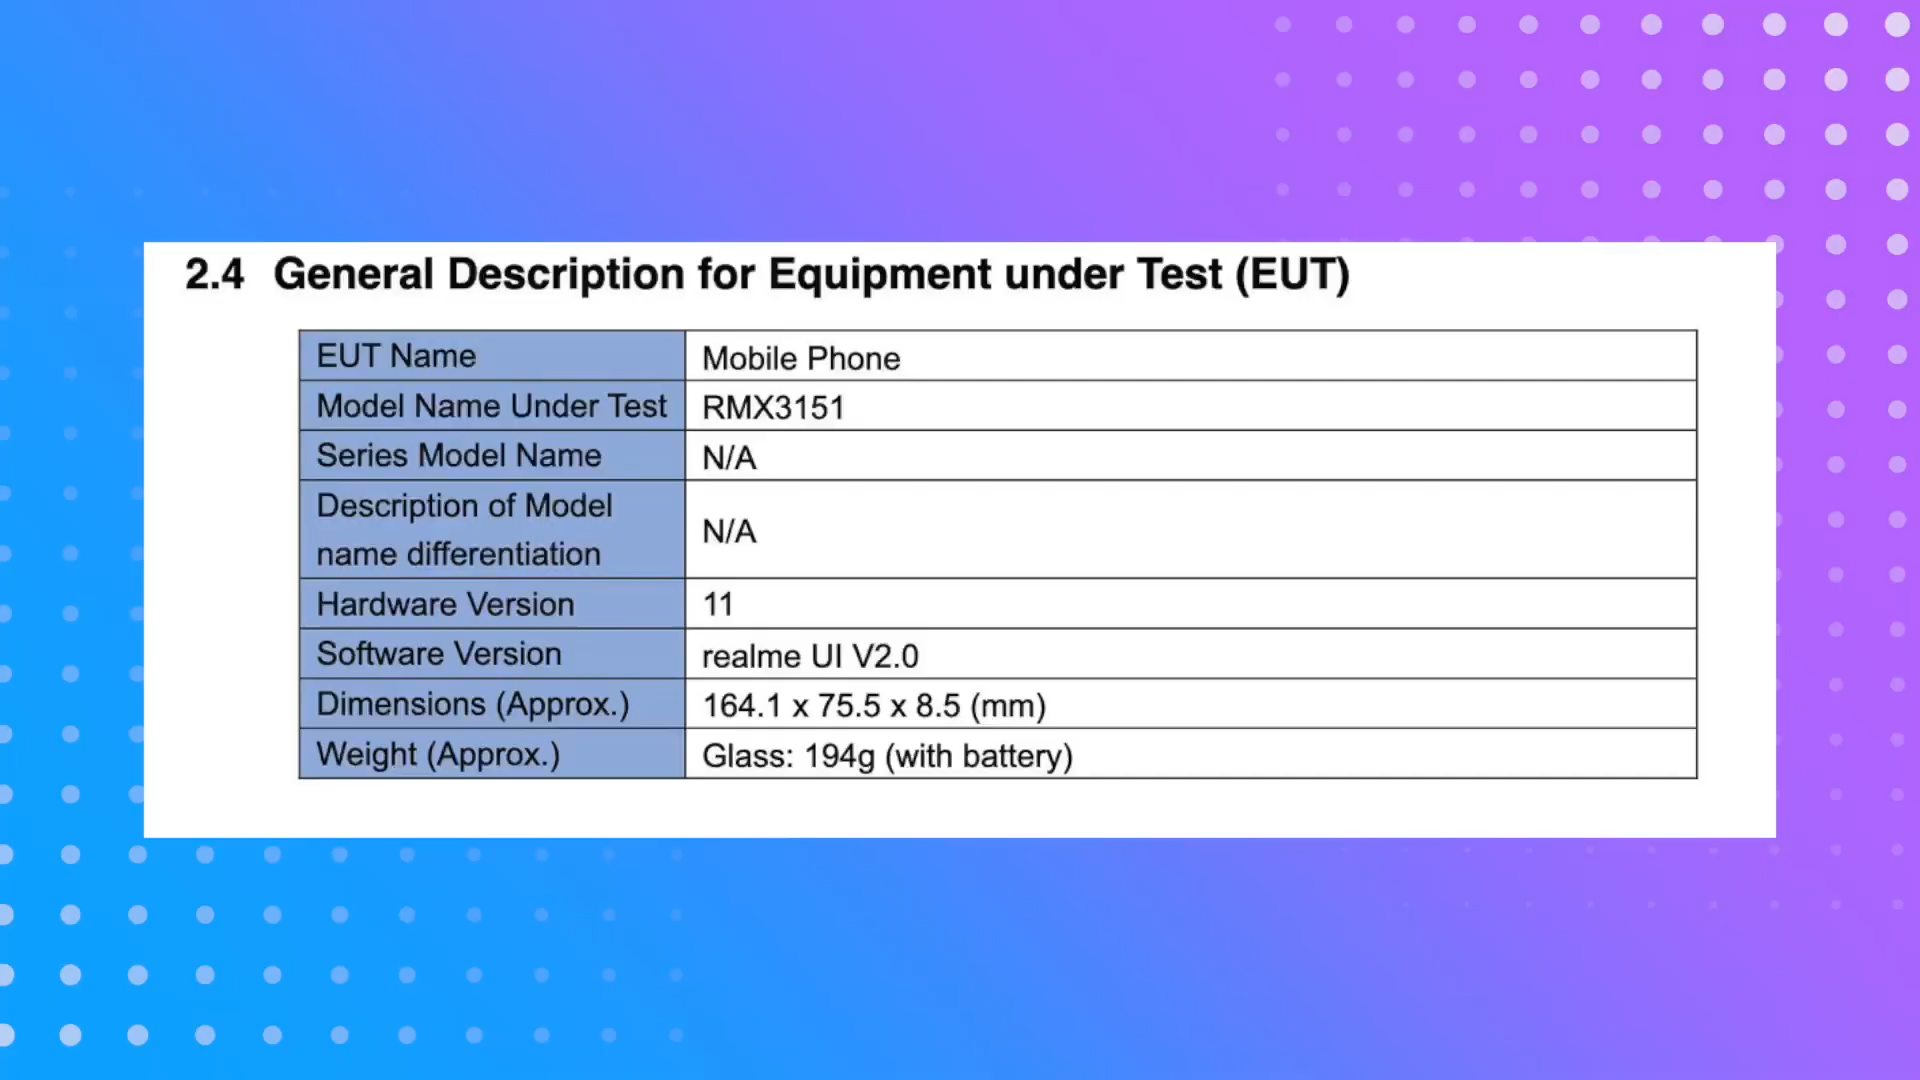 2.4 General Description for Equipment under Test (EUT)
EUT Name Mobile Phone
Model Name Under Test RMX3151
Series Model Name N/A
Description of Model
name differentiation N/A
Hardware Version 11
Software Version realme UI V2.0
Dimensions (Approx.) 164.1 x 75.5 x 8.5 (mm)
Weight (Approx.) Glass: 194g (with battery)